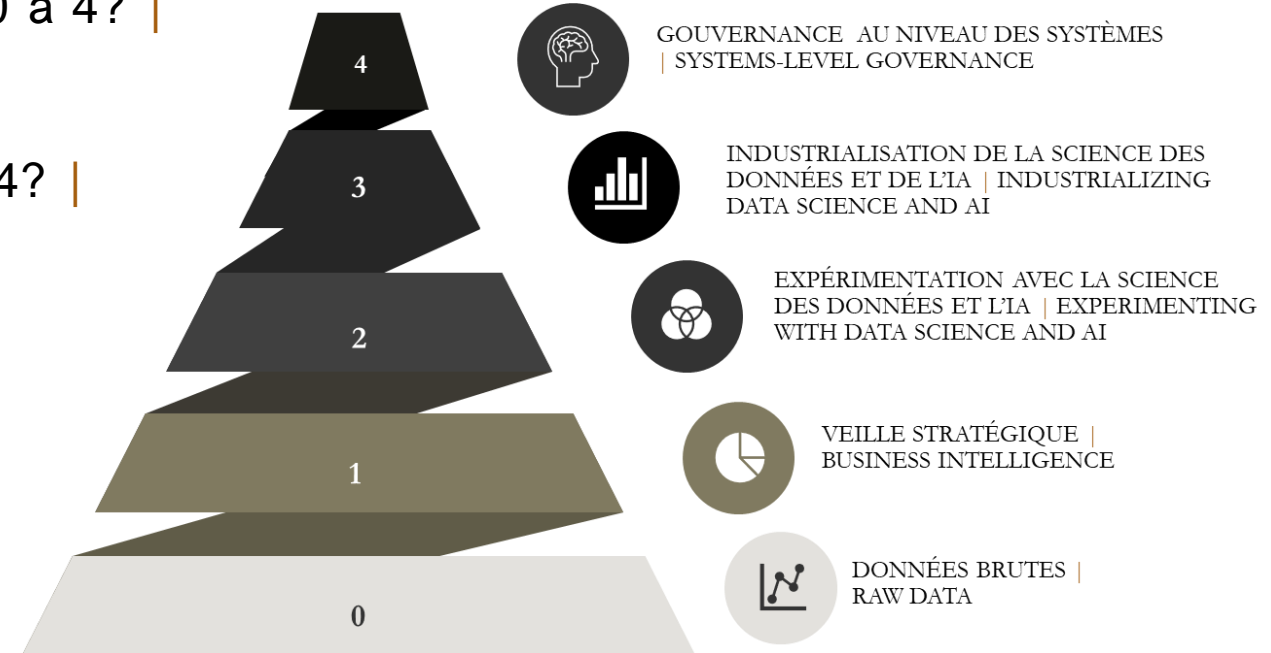 0 à 4? |
4
GOUVERNANCE AU NIVEAU DES SYSTÈMES
| SYSTEMS-LEVEL GOVERNANCE
4? |
3
INDUSTRIALISATION DE LA SCIENCE DES
DONNÉES ET DE L'IA | INDUSTRIALIZING
DATA SCIENCE AND AI
2
EXPÉRIMENTATION AVEC LA SCIENCE
DES DONNÉES ET L'IA | EXPERIMENTING
WITH DATA SCIENCE AND AI
1
VEILLE STRATÉGIQUE |
BUSINESS INTELLIGENCE
0
DONNÉES BRUTES |
RAW DATA